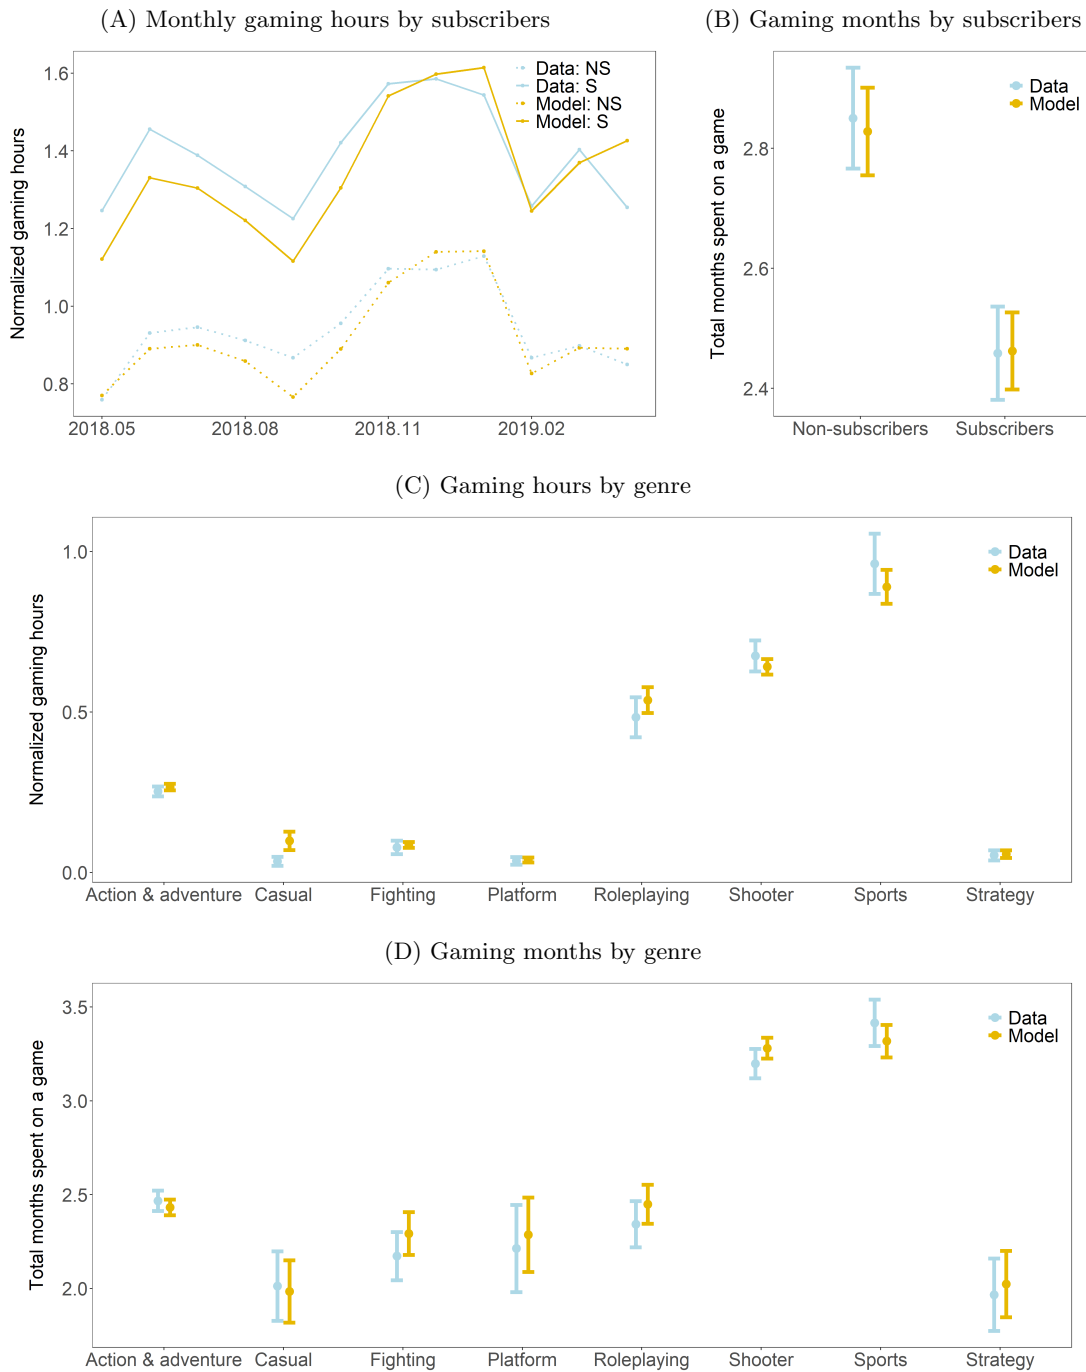 (A) Monthly gaming hours by subscribers
Normalized gaming hours
1.6
1.4
1.2
1.0
0.8
2018.05
2018.08
2018.11
2019.02
Data: NS
Data: S
Model: NS
Model: S
(B) Gaming months by subscribers
Total months spent on a game
2.8
2.6
2.4
Non-subscribers
Subscribers
Data
Model
(C) Gaming hours by genre
Normalized gaming hours
1.0
0.5
0.0
Action & adventure
Casual
Fighting
Platform
Roleplaying
Shooter
Sports
Strategy
Data
Model
(D) Gaming months by genre
Total months spent on a game
3.5
3.0
2.5
2.0
Action & adventure
Casual
Fighting
Platform
Roleplaying
Shooter
Sports
Strategy
Data
Model